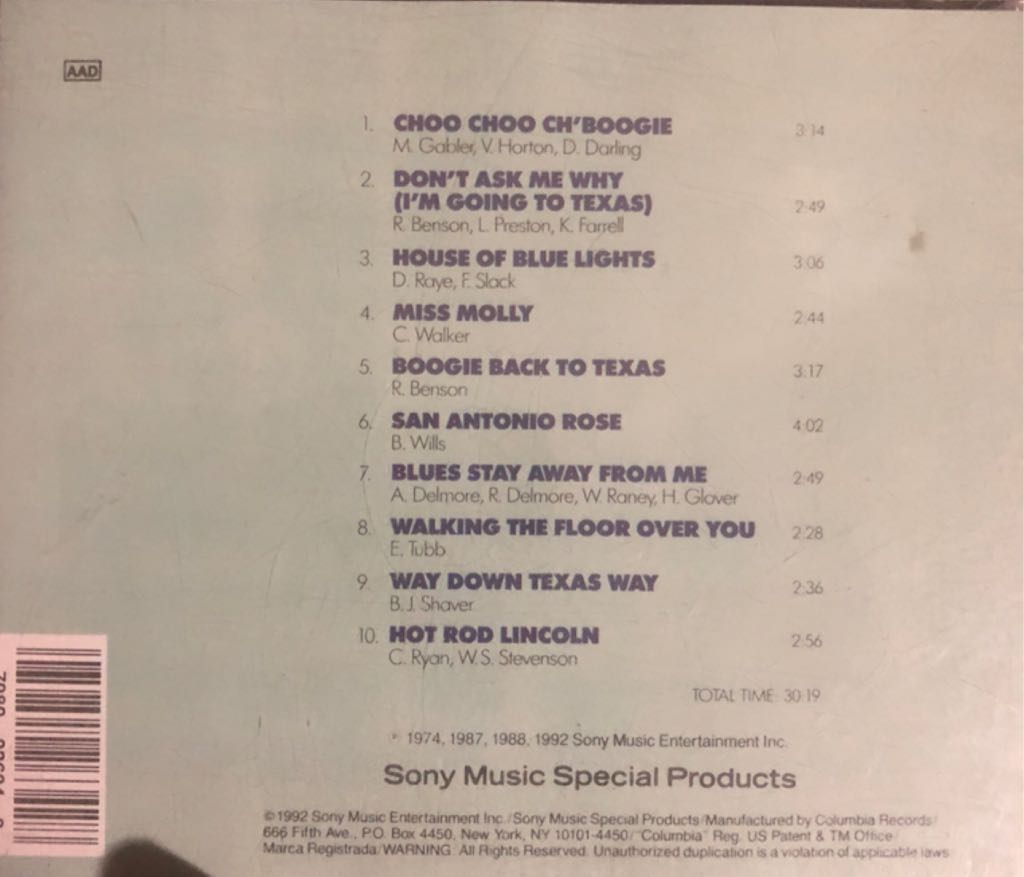 AAD
1. CHOO CHOO CH'BOOGIE 3:14
M. Gabler, V. Horton, D. Darling
2. DON'T ASK ME WHY
(I'M GOING TO TEXAS) 2:49
R. Benson, L. Preston, K. Farrell
3. HOUSE OF BLUE LIGHTS 3:06
D. Raye, F. Slack
4. MISS MOLLY 2:44
C. Walker
5. BOOGIE BACK TO TEXAS 3:17
R. Benson
6. SAN ANTONIO ROSE 4:02
B. Wills
7. BLUES STAY AWAY FROM ME 2:49
A. Delmore, R. Delmore, W. Raney, H. Glover
8. WALKING THE FLOOR OVER YOU 2:28
E. Tubb
9. WAY DOWN TEXAS WAY 2:36
B. J. Shaver
10. HOT ROD LINCOLN 2:56
C. Ryan, W.S. Stevenson
TOTAL TIME: 30:19
℗ 1974, 1987, 1988, 1992 Sony Music Entertainment Inc.
Sony Music Special Products
© 1992 Sony Music Entertainment Inc./Sony Music Special Products/Manufactured by Columbia Records/
666 Fifth Ave., P.O. Box 4450, New York, NY 10101-4450/"Columbia" Reg. US Patent & TM Office/
Marca Registrada/WARNING: All Rights Reserved. Unauthorized duplication is a violation of applicable laws.